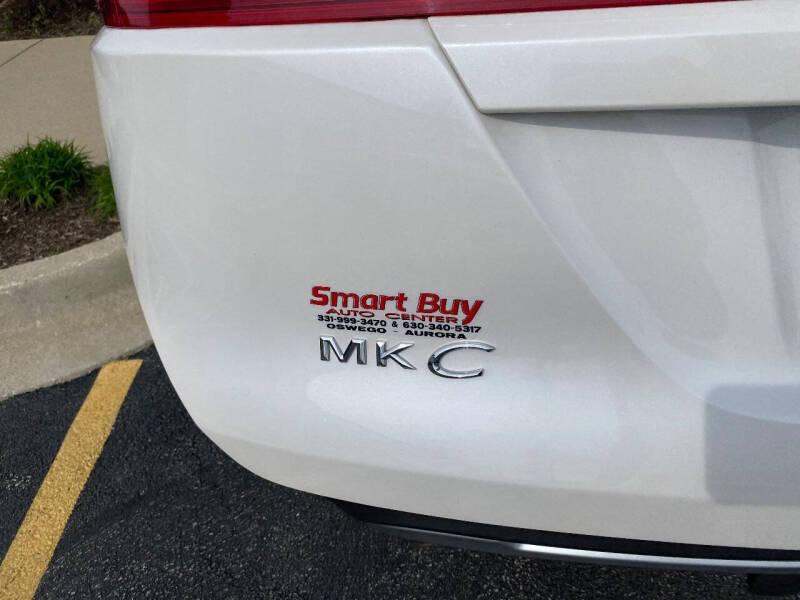 Smart Buy
AUTO CENTER
331-999-3470 & 630-340-5317
OSWEGO - AURORA
MKC